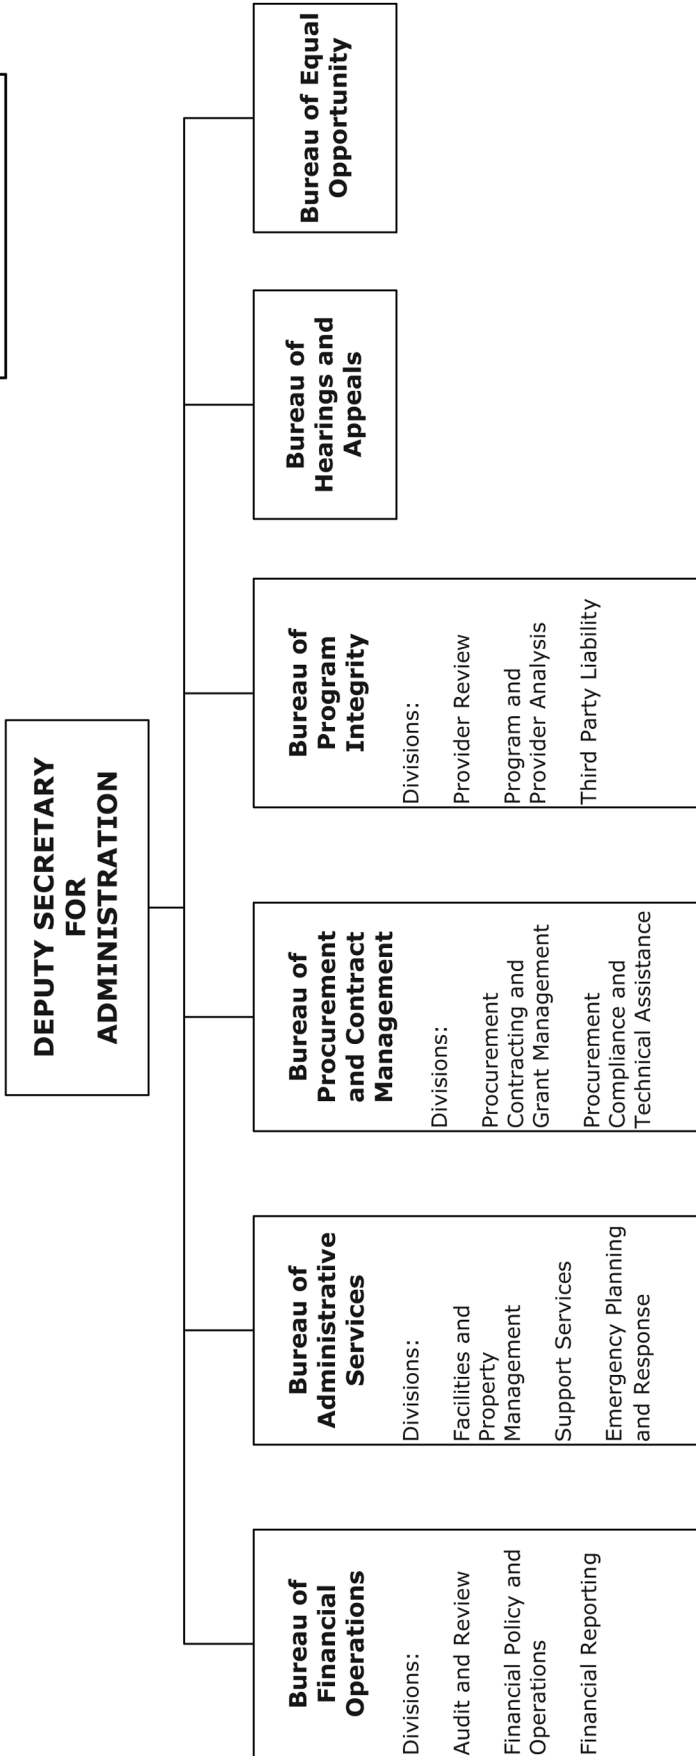 DEPUTY SECRETARY
FOR
ADMINISTRATION
Bureau of
Financial
Operations
Divisions:
Audit and Review
Financial Policy and
Operations
Financial Reporting
Bureau of
Administrative
Services
Divisions:
Facilities and
Property
Management
Support Services
Emergency Planning
and Response
Bureau of
Procurement
and Contract
Management
Divisions:
Procurement
Contracting and
Grant Management
Procurement
Compliance and
Technical Assistance
Bureau of
Program
Integrity
Divisions:
Provider Review
Program and
Provider Analysis
Third Party Liability
Bureau of
Hearings and
Appeals
Bureau of Equal
Opportunity